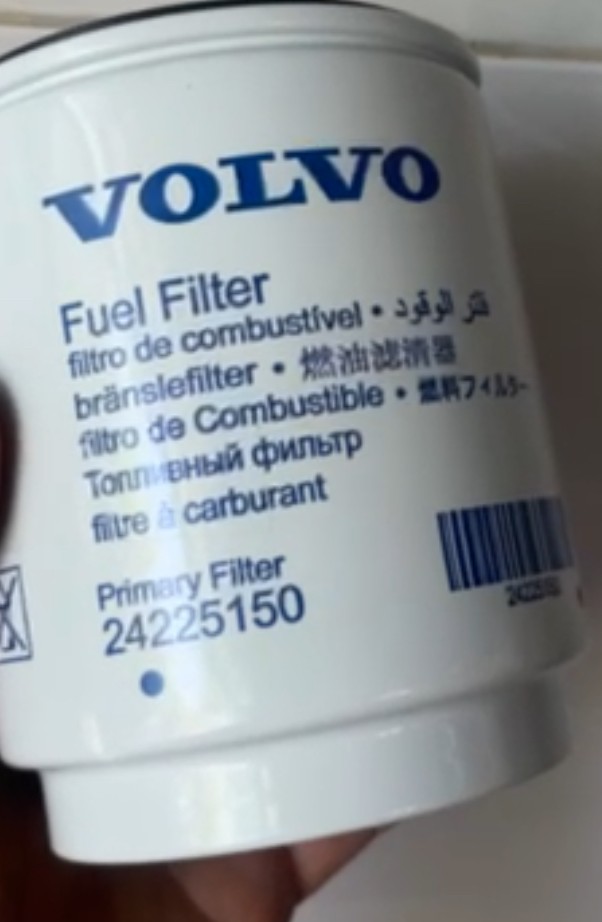 VOLVO
Fuel Filter
filtro de combustível • فلتر الوقود
bränslefilter • 燃油滤清器
filtro de Combustible • 燃料フィルター
Топливный фильтр
filtre à carburant
Primary Filter
24225150
24225150